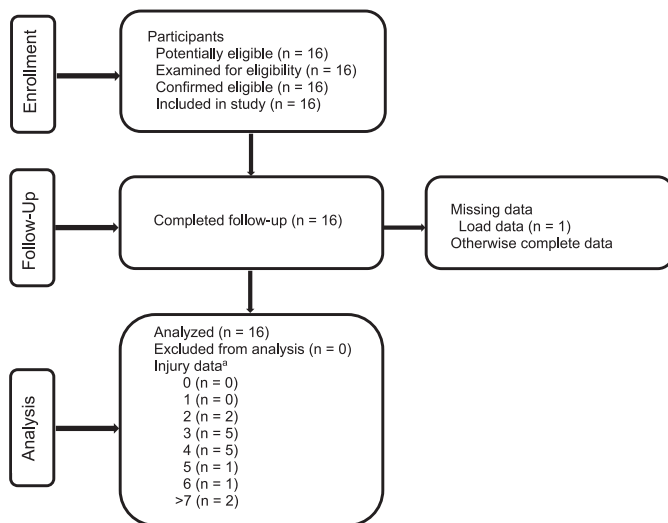 Enrollment
Participants
Potentially eligible (n = 16)
Examined for eligibility (n = 16)
Confirmed eligible (n = 16)
Included in study (n = 16)
Follow-Up
Completed follow-up (n = 16)
Missing data
Load data (n = 1)
Otherwise complete data
Analysis
Analyzed (n = 16)
Excluded from analysis (n = 0)
Injury dataᵃ
0 (n = 0)
1 (n = 0)
2 (n = 2)
3 (n = 5)
4 (n = 5)
5 (n = 1)
6 (n = 1)
>7 (n = 2)